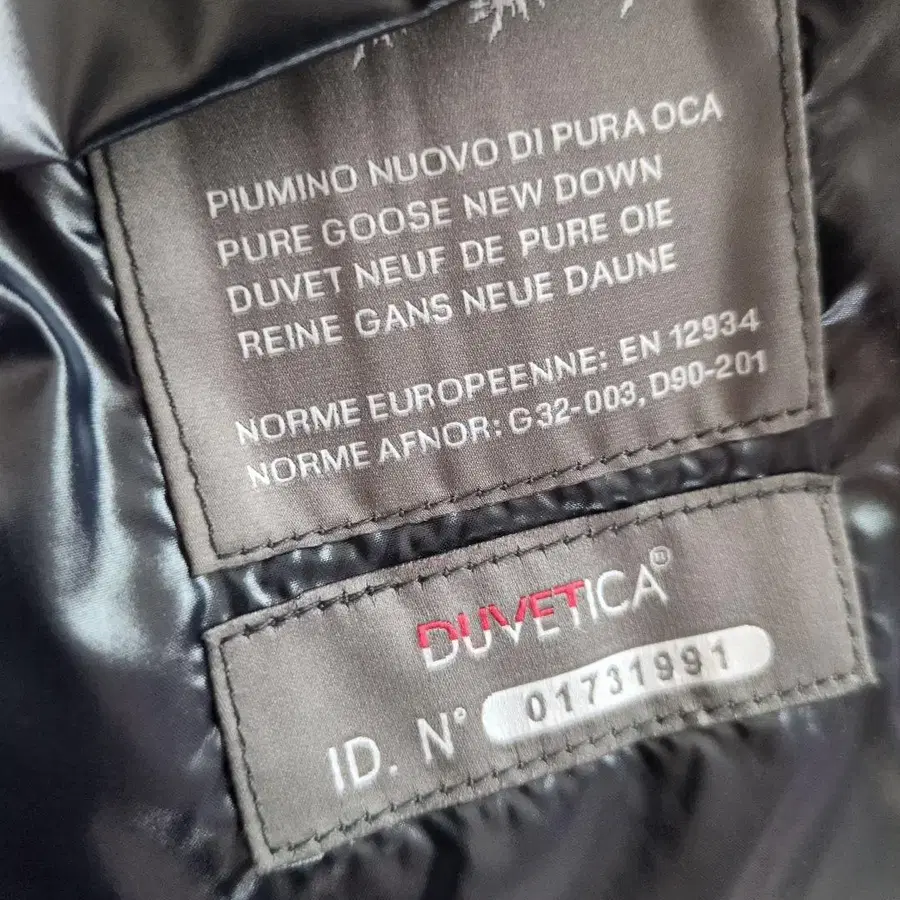 PIUMINO NUOVO DI PURA OCA
PURE GOOSE NEW DOWN
DUVET NEUF DE PURE OIE
REINE GANS NEUE DAUNE
NORME EUROPEENNE: EN 12934
NORME AFNOR: G32-003, D90-201
DUVETICA®
ID. N° 01731991